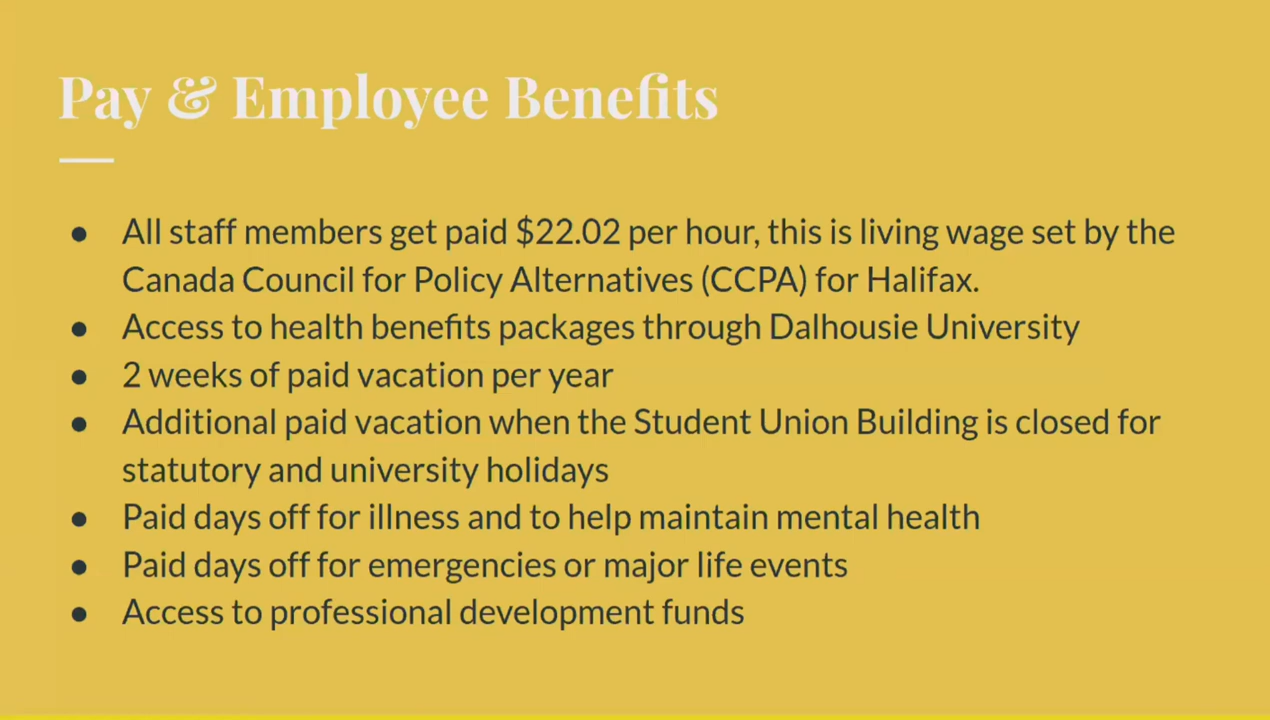 Pay & Employee Benefits
● All staff members get paid $22.02 per hour, this is living wage set by the
Canada Council for Policy Alternatives (CCPA) for Halifax.
● Access to health benefits packages through Dalhousie University
● 2 weeks of paid vacation per year
● Additional paid vacation when the Student Union Building is closed for
statutory and university holidays
● Paid days off for illness and to help maintain mental health
● Paid days off for emergencies or major life events
● Access to professional development funds